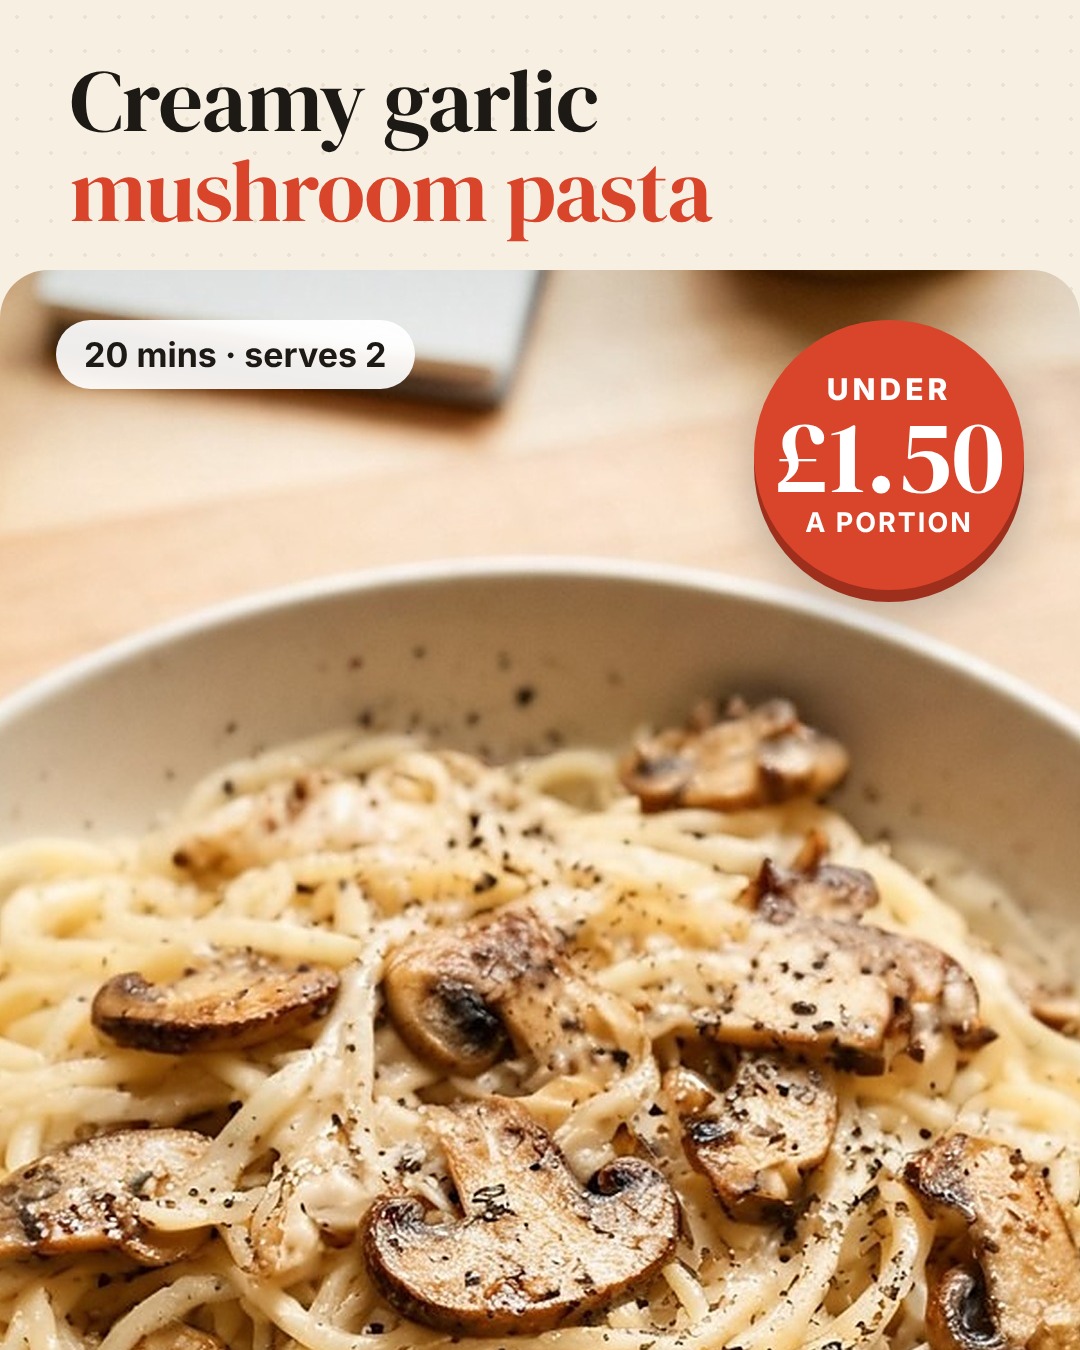 Creamy garlic
mushroom pasta
20 mins · serves 2
UNDER
£1.50
A PORTION